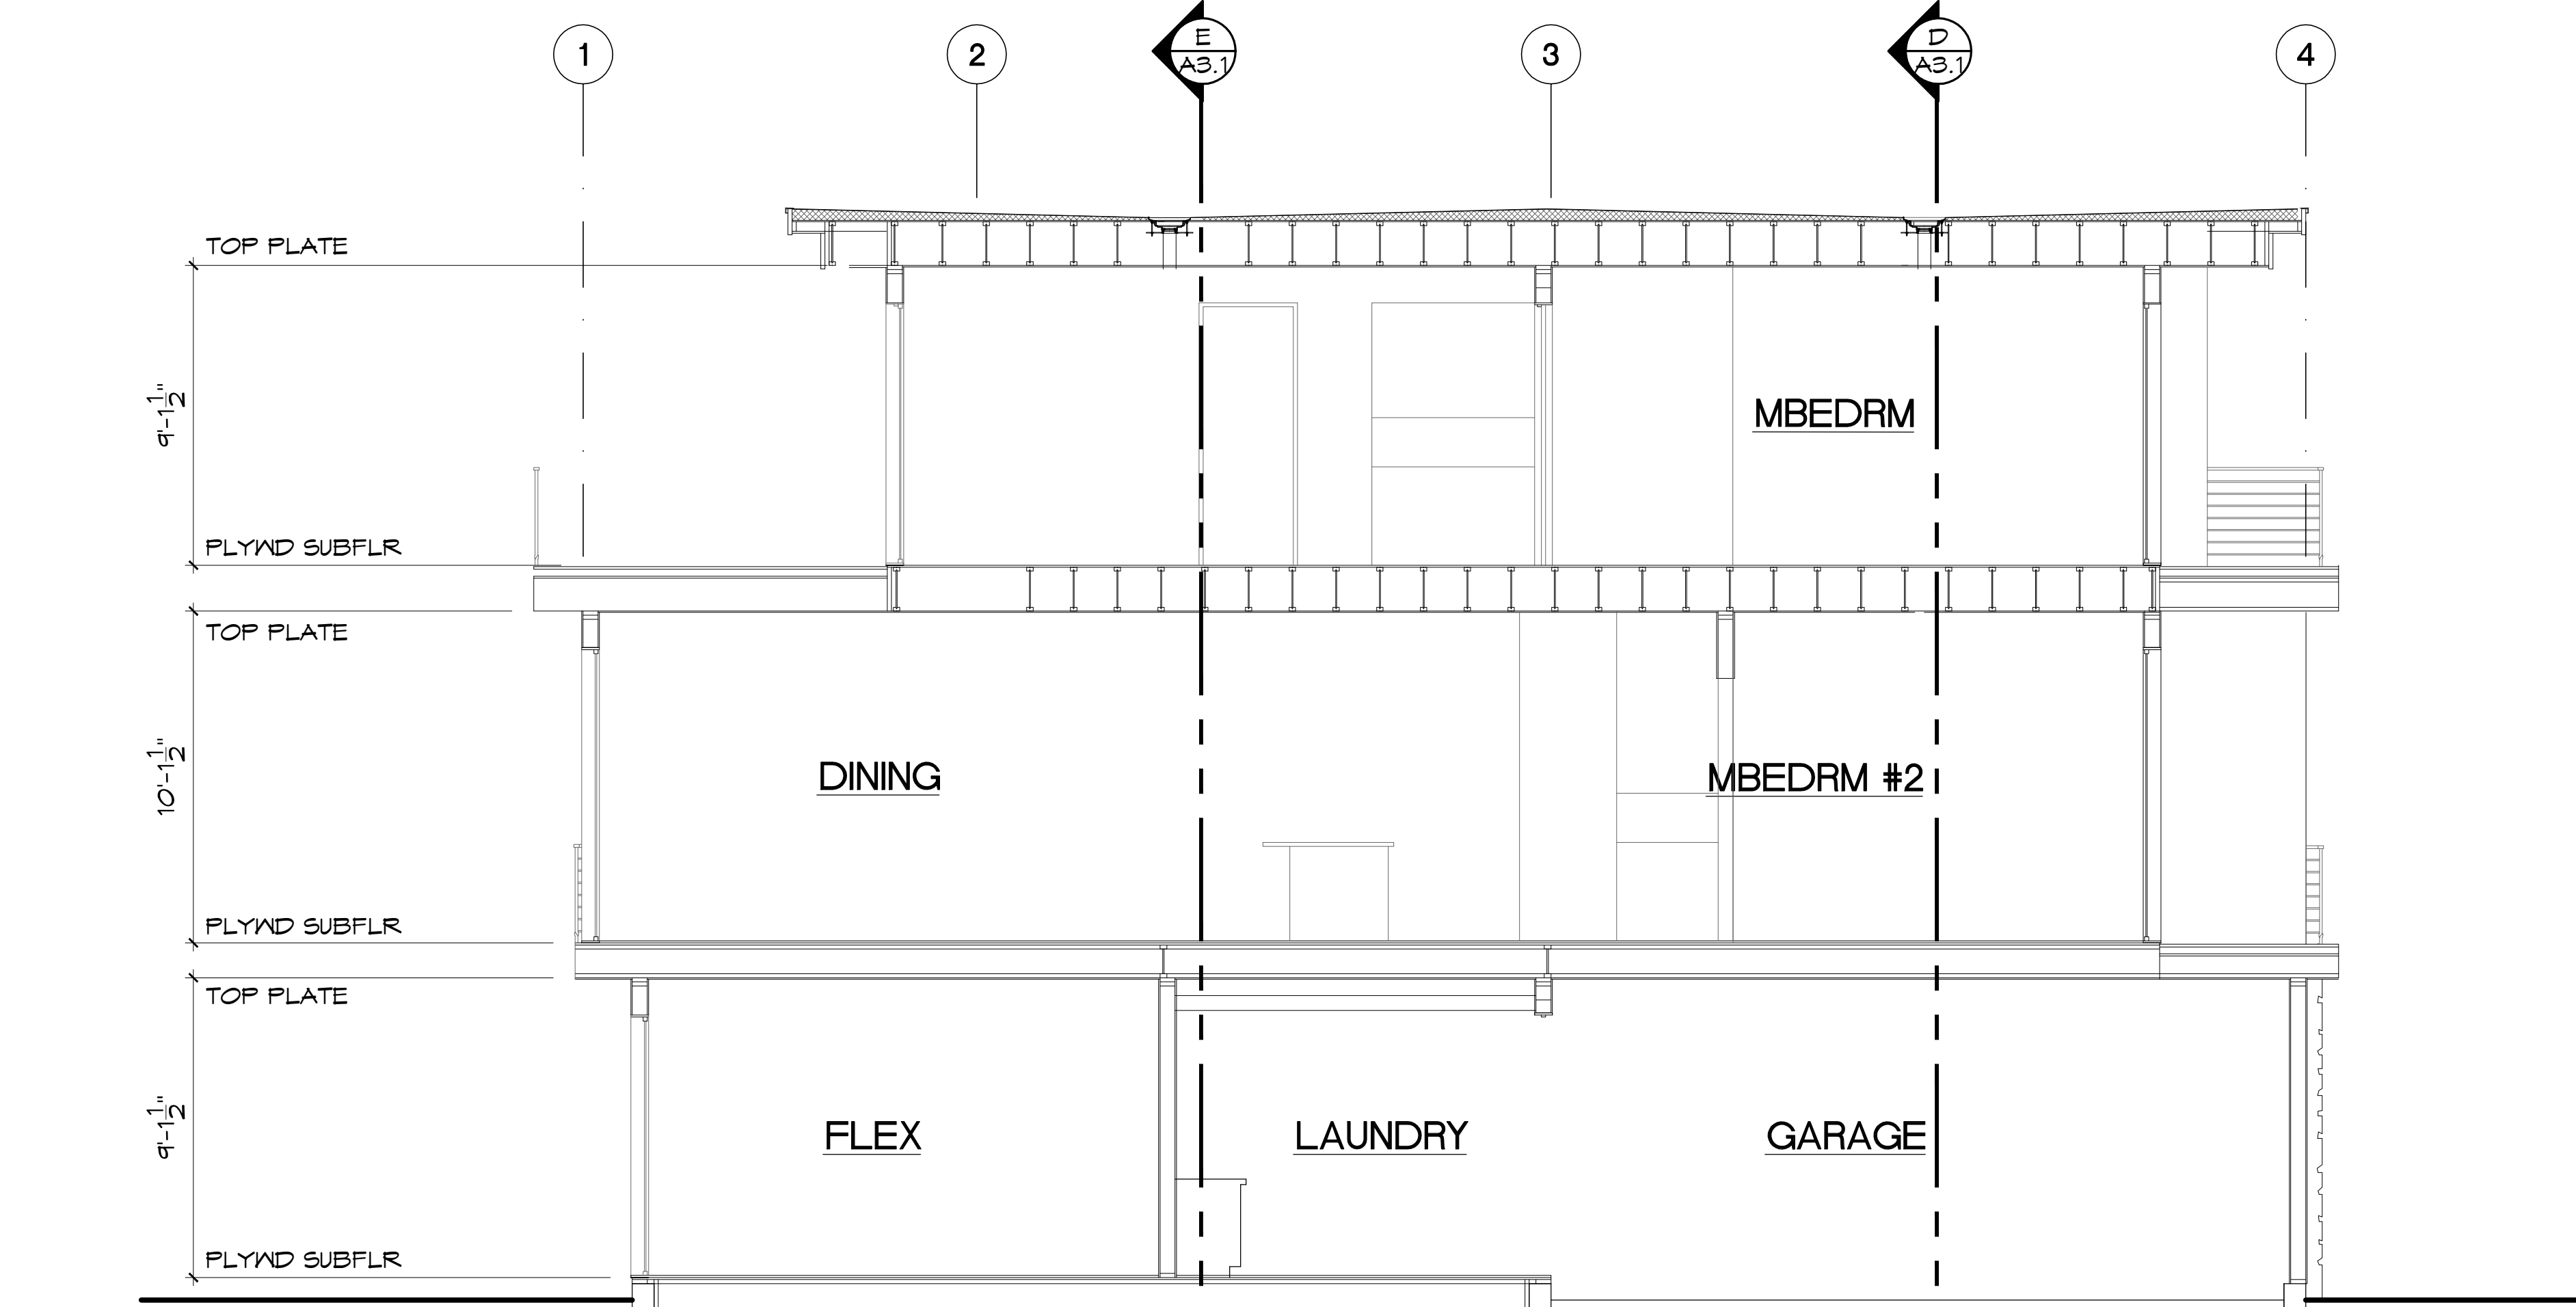 1 2 E 3 D 4
A3.1 A3.1
TOP PLATE
9'-1 1/2"
MBEDRM
PLYWD SUBFLR
TOP PLATE
10'-1 1/2"
DINING MBEDRM #2
PLYWD SUBFLR
TOP PLATE
9'-1 1/2"
FLEX LAUNDRY GARAGE
PLYWD SUBFLR